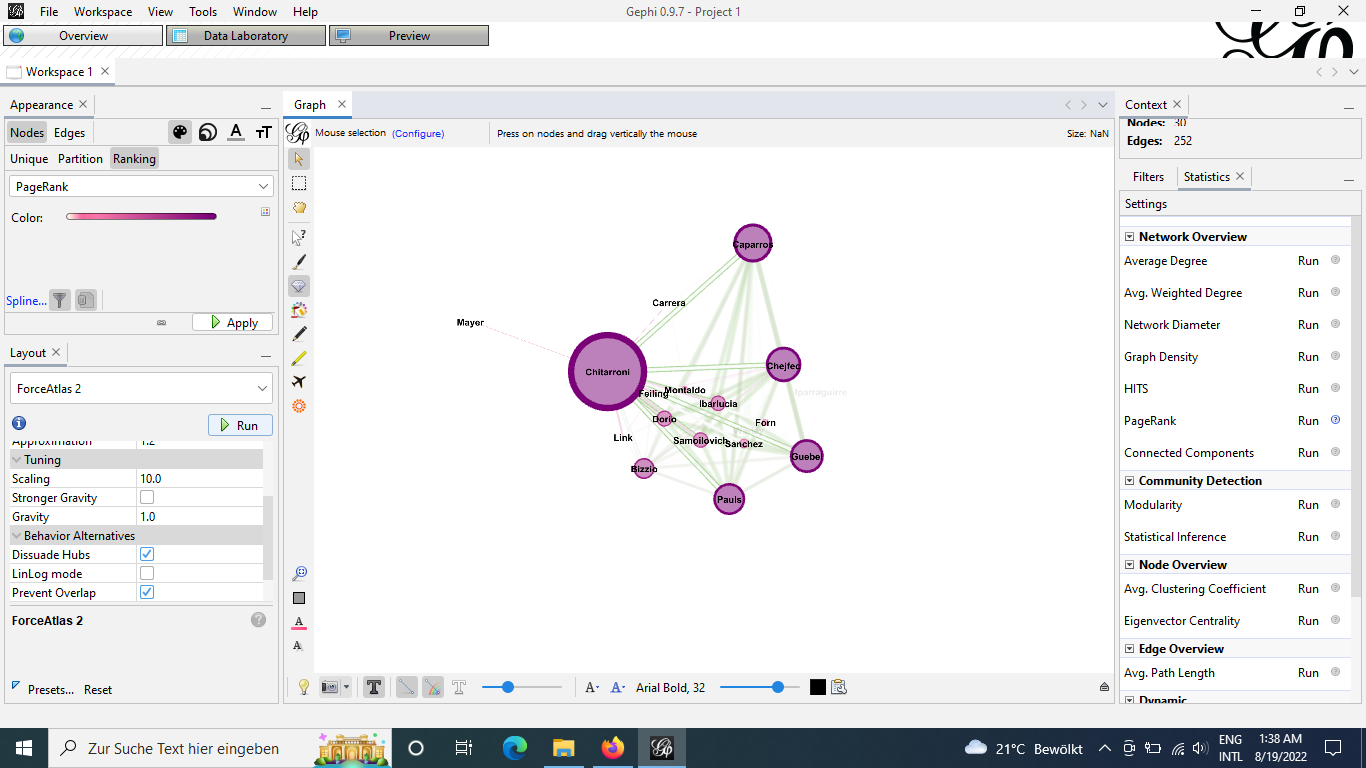 File Workspace View Tools Window Help Gephi 0.9.7 - Project 1
Overview Data Laboratory Preview
Workspace 1
Appearance
Nodes Edges
Unique Partition Ranking
PageRank
Color:
Spline...
Apply
Layout
ForceAtlas 2
Run
Approximation 1.2
Tuning
Scaling 10.0
Stronger Gravity
Gravity 1.0
Behavior Alternatives
Dissuade Hubs
LinLog mode
Prevent Overlap
ForceAtlas 2
Presets... Reset
Graph
Mouse selection (Configure) Press on nodes and drag vertically the mouse Size: NaN
Caparros
Carrera
Mayer
Chejfec
Chitarroni
Montaldo
Feiling
Iparraguirre
Ibarlucia
Dorio
Forn
Link
Samoilovich
Sanchez
Guebel
Bizzio
Pauls
Arial Bold, 32
Context
Nodes: 30
Edges: 252
Filters Statistics
Settings
Network Overview
Average Degree Run
Avg. Weighted Degree Run
Network Diameter Run
Graph Density Run
HITS Run
PageRank Run
Connected Components Run
Community Detection
Modularity Run
Statistical Inference Run
Node Overview
Avg. Clustering Coefficient Run
Eigenvector Centrality Run
Edge Overview
Avg. Path Length Run
Dynamic
Zur Suche Text hier eingeben
21°C Bewölkt
ENG
INTL
1:38 AM
8/19/2022